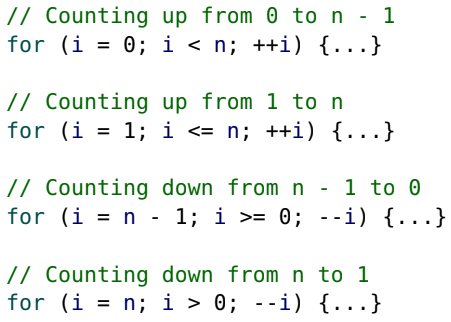 // Counting up from 0 to n - 1
for (i = 0; i < n; ++i) {...}
// Counting up from 1 to n
for (i = 1; i <= n; ++i) {...}
// Counting down from n - 1 to 0
for (i = n - 1; i >= 0; --i) {...}
// Counting down from n to 1
for (i = n; i > 0; --i) {...}